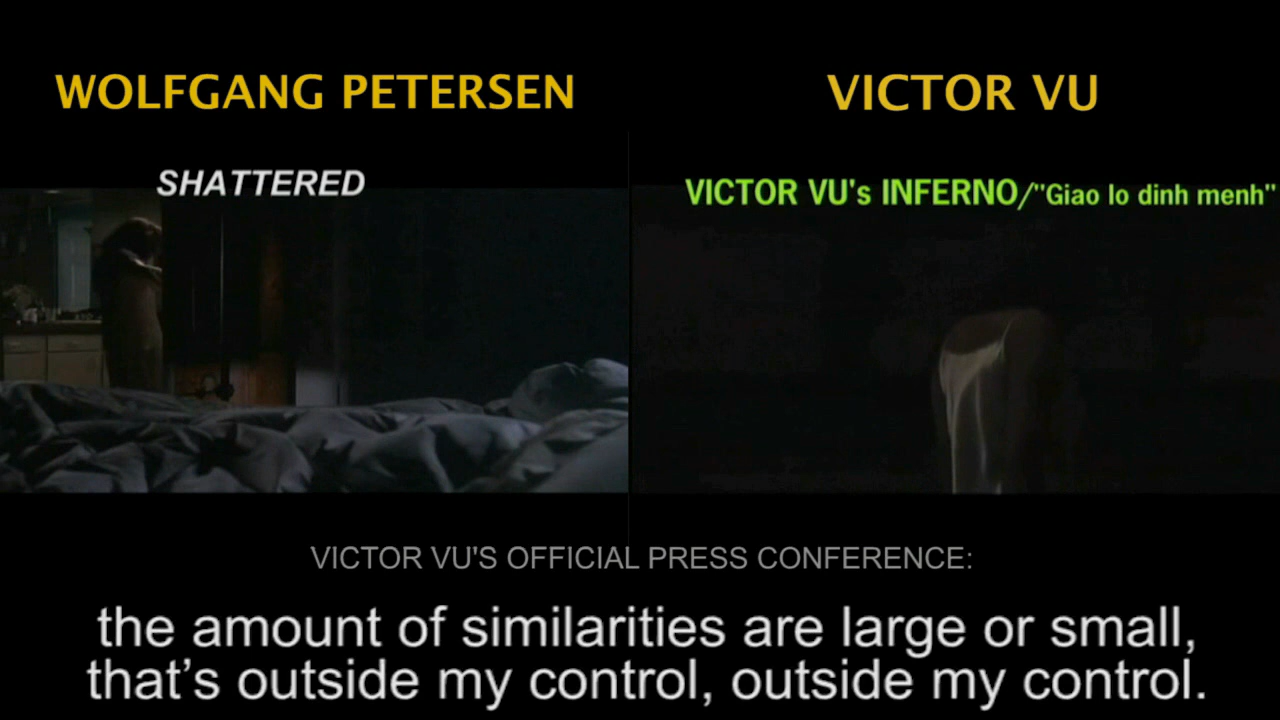 WOLFGANG PETERSEN
VICTOR VU
SHATTERED
VICTOR VU's INFERNO/"Giao lo dinh menh"
VICTOR VU'S OFFICIAL PRESS CONFERENCE:
the amount of similarities are large or small,
that’s outside my control, outside my control.